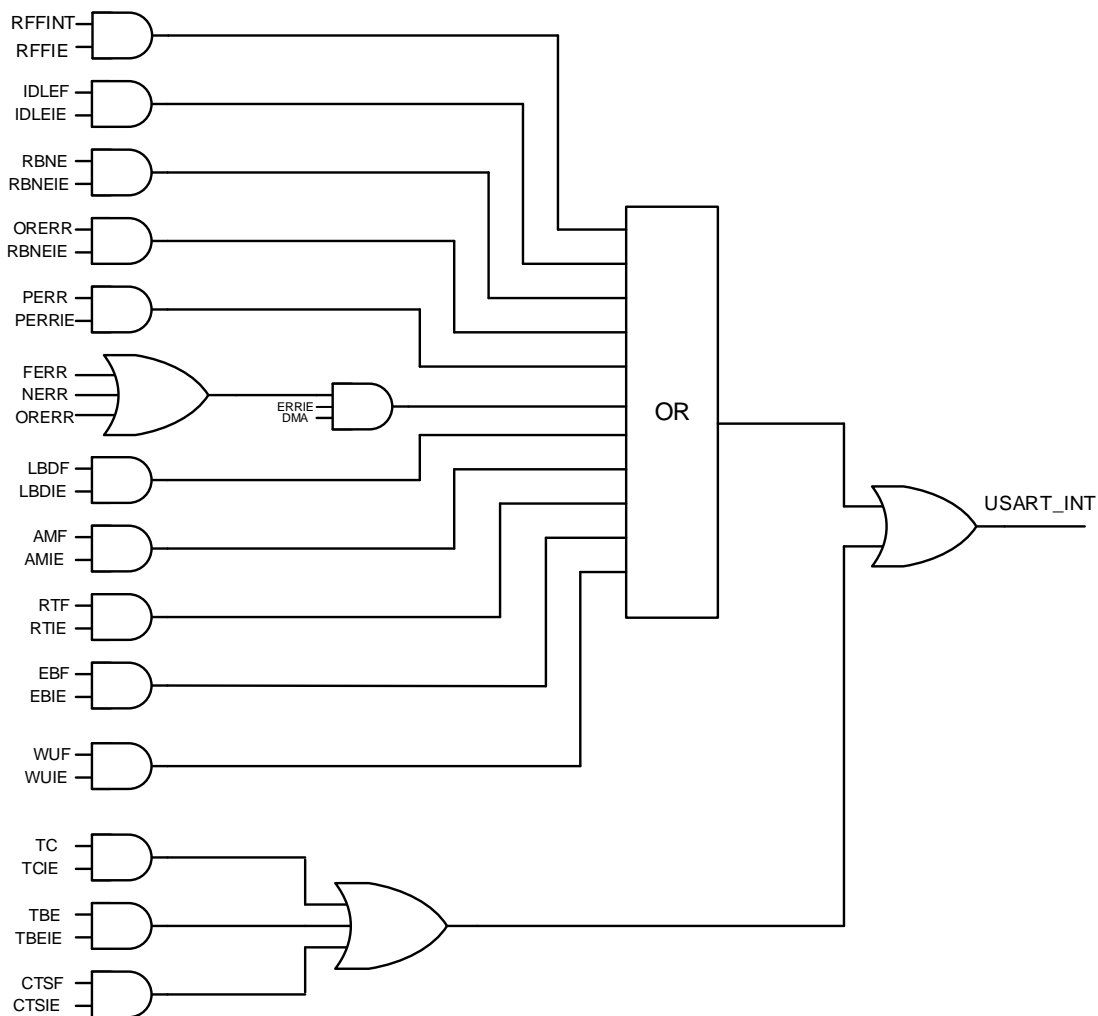 RFFINT
RFFIE
IDLEF
IDLEIE
RBNE
RBNEIE
ORERR
RBNEIE
PERR
PERRIE
FERR
NERR
ORERR
ERRIE
DMA
OR
LBDF
LBDIE
USART_INT
AMF
AMIE
RTF
RTIE
EBF
EBIE
WUF
WUIE
TC
TCIE
TBE
TBEIE
CTSF
CTSIE